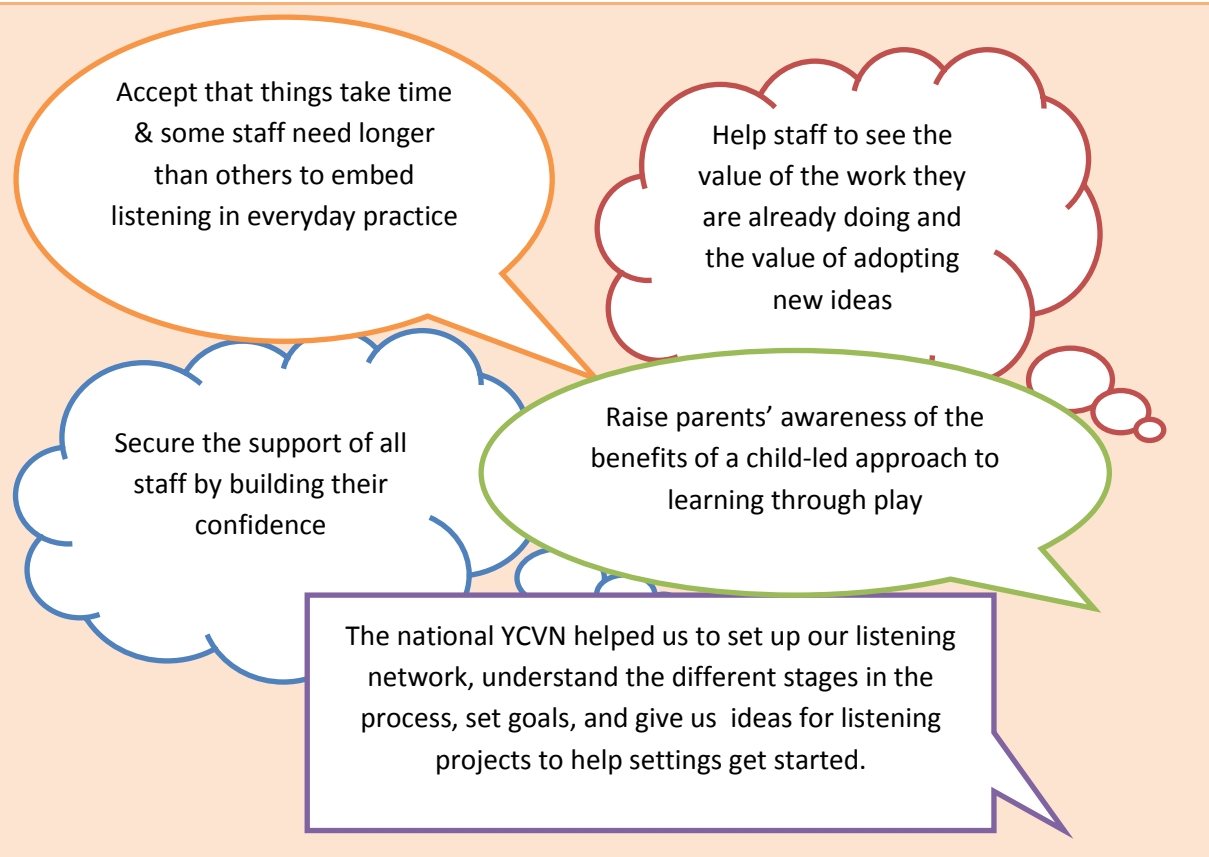 Accept that things take time
& some staff need longer
than others to embed
listening in everyday practice
Help staff to see the
value of the work they
are already doing and
the value of adopting
new ideas
Secure the support of all
staff by building their
confidence
Raise parents’ awareness of the
benefits of a child-led approach to
learning through play
The national YCVN helped us to set up our listening
network, understand the different stages in the
process, set goals, and give us  ideas for listening
projects to help settings get started.